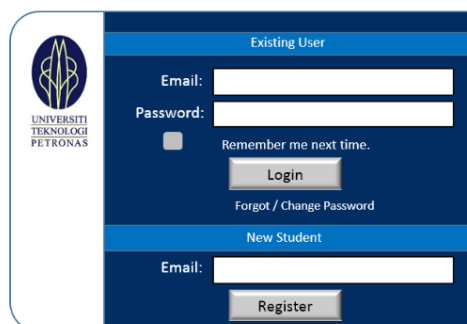 UNIVERSITI
TEKNOLOGI
PETRONAS
Existing User
Email:
Password:
Remember me next time.
Login
Forgot / Change Password
New Student
Email:
Register